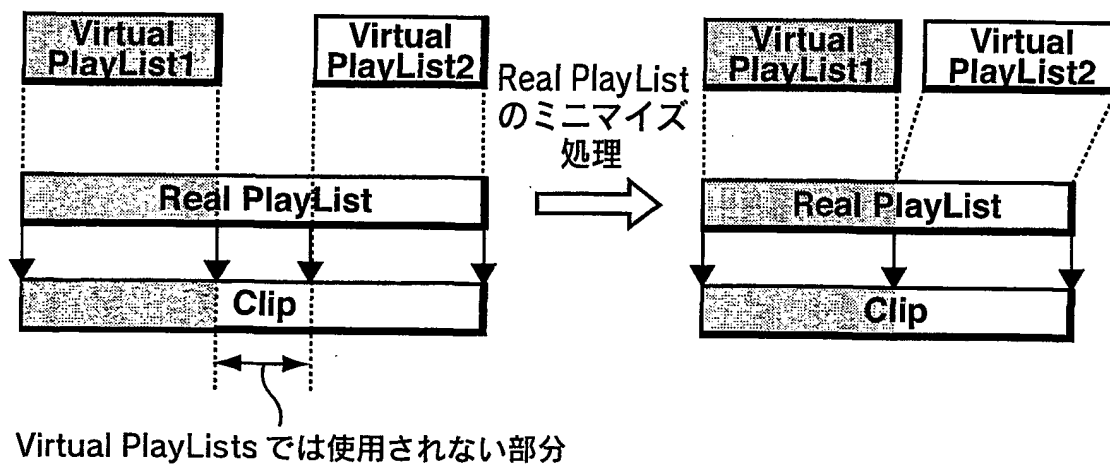 Virtual
PlayList1
Virtual
PlayList2
Real PlayList
Clip
Virtual PlayLists では使用されない部分
Real PlayList
のミニマイズ
処理
Virtual
PlayList1
Virtual
PlayList2
Real PlayList
Clip